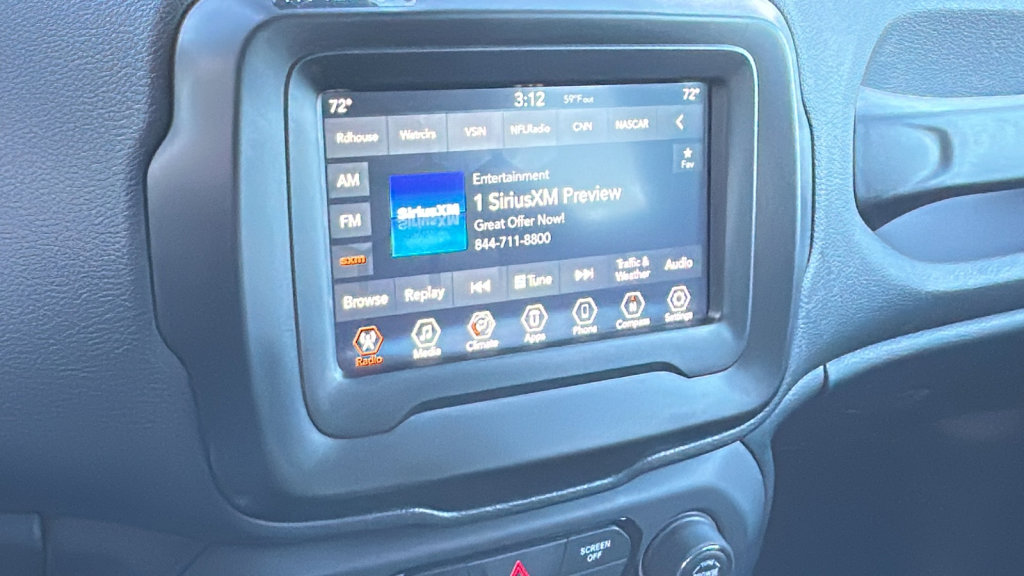 72° 3:12 59°F out 72°
Rdhouse Watrclrs VSiN NFLRadio CNN NASCAR
Fav
AM
FM
sxm
SiriusXM
Entertainment
1 SiriusXM Preview
Great Offer Now!
844-711-8800
Browse Replay Tune Traffic & Weather Audio
Radio Media Climate Apps Phone Compass Settings
SCREEN
OFF